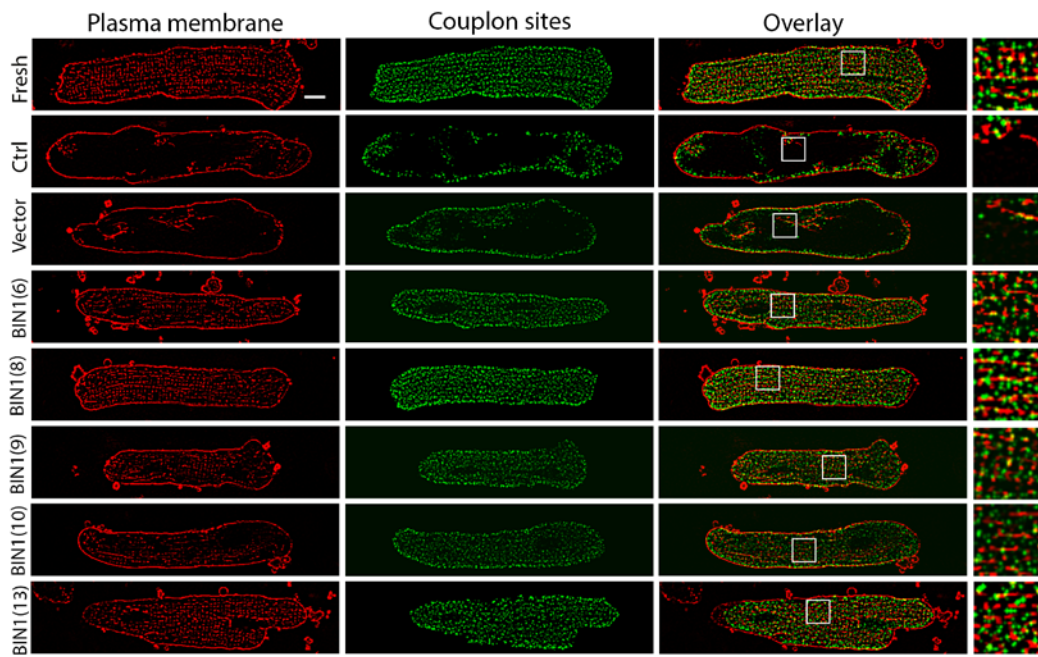 Plasma membrane
Couplon sites
Overlay
Fresh
Ctrl
Vector
BIN1(6)
BIN1(8)
BIN1(9)
BIN1(10)
BIN1(13)